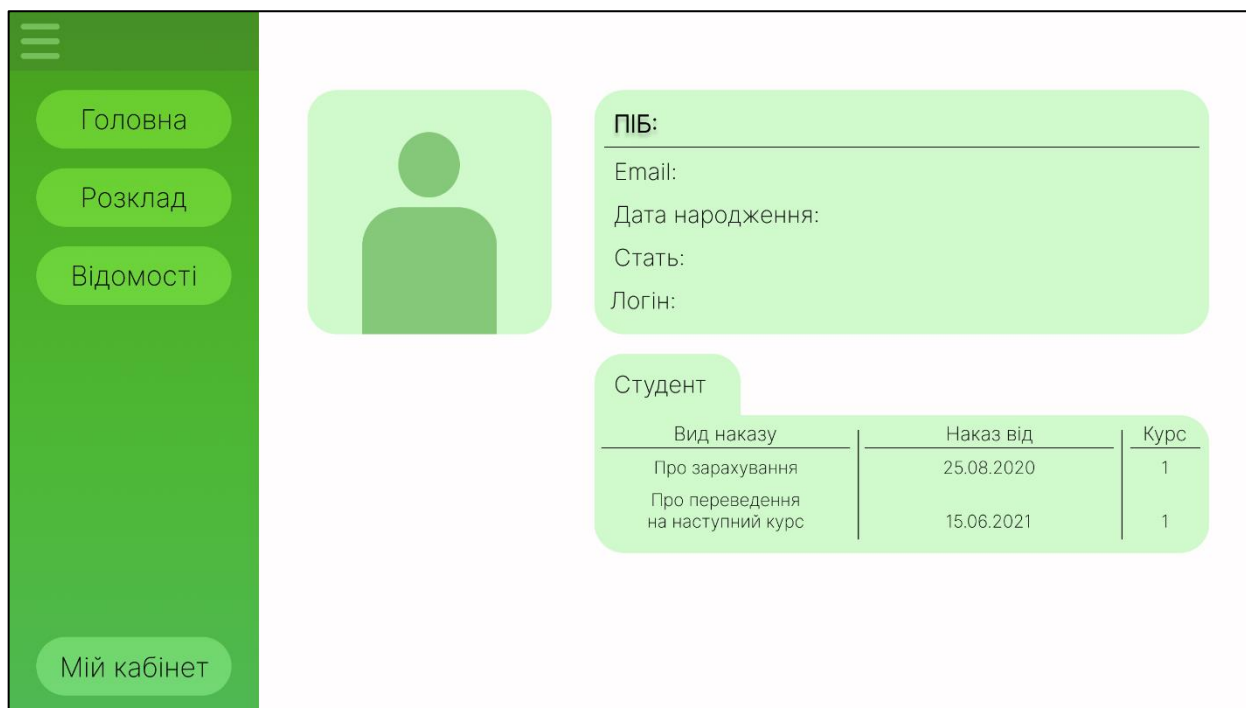 Головна
Розклад
Відомості
Мій кабінет
ПІБ:
Email:
Дата народження:
Стать:
Логін:
Студент
Вид наказу Наказ від Курс
Про зарахування 25.08.2020 1
Про переведення
на наступний курс 15.06.2021 1